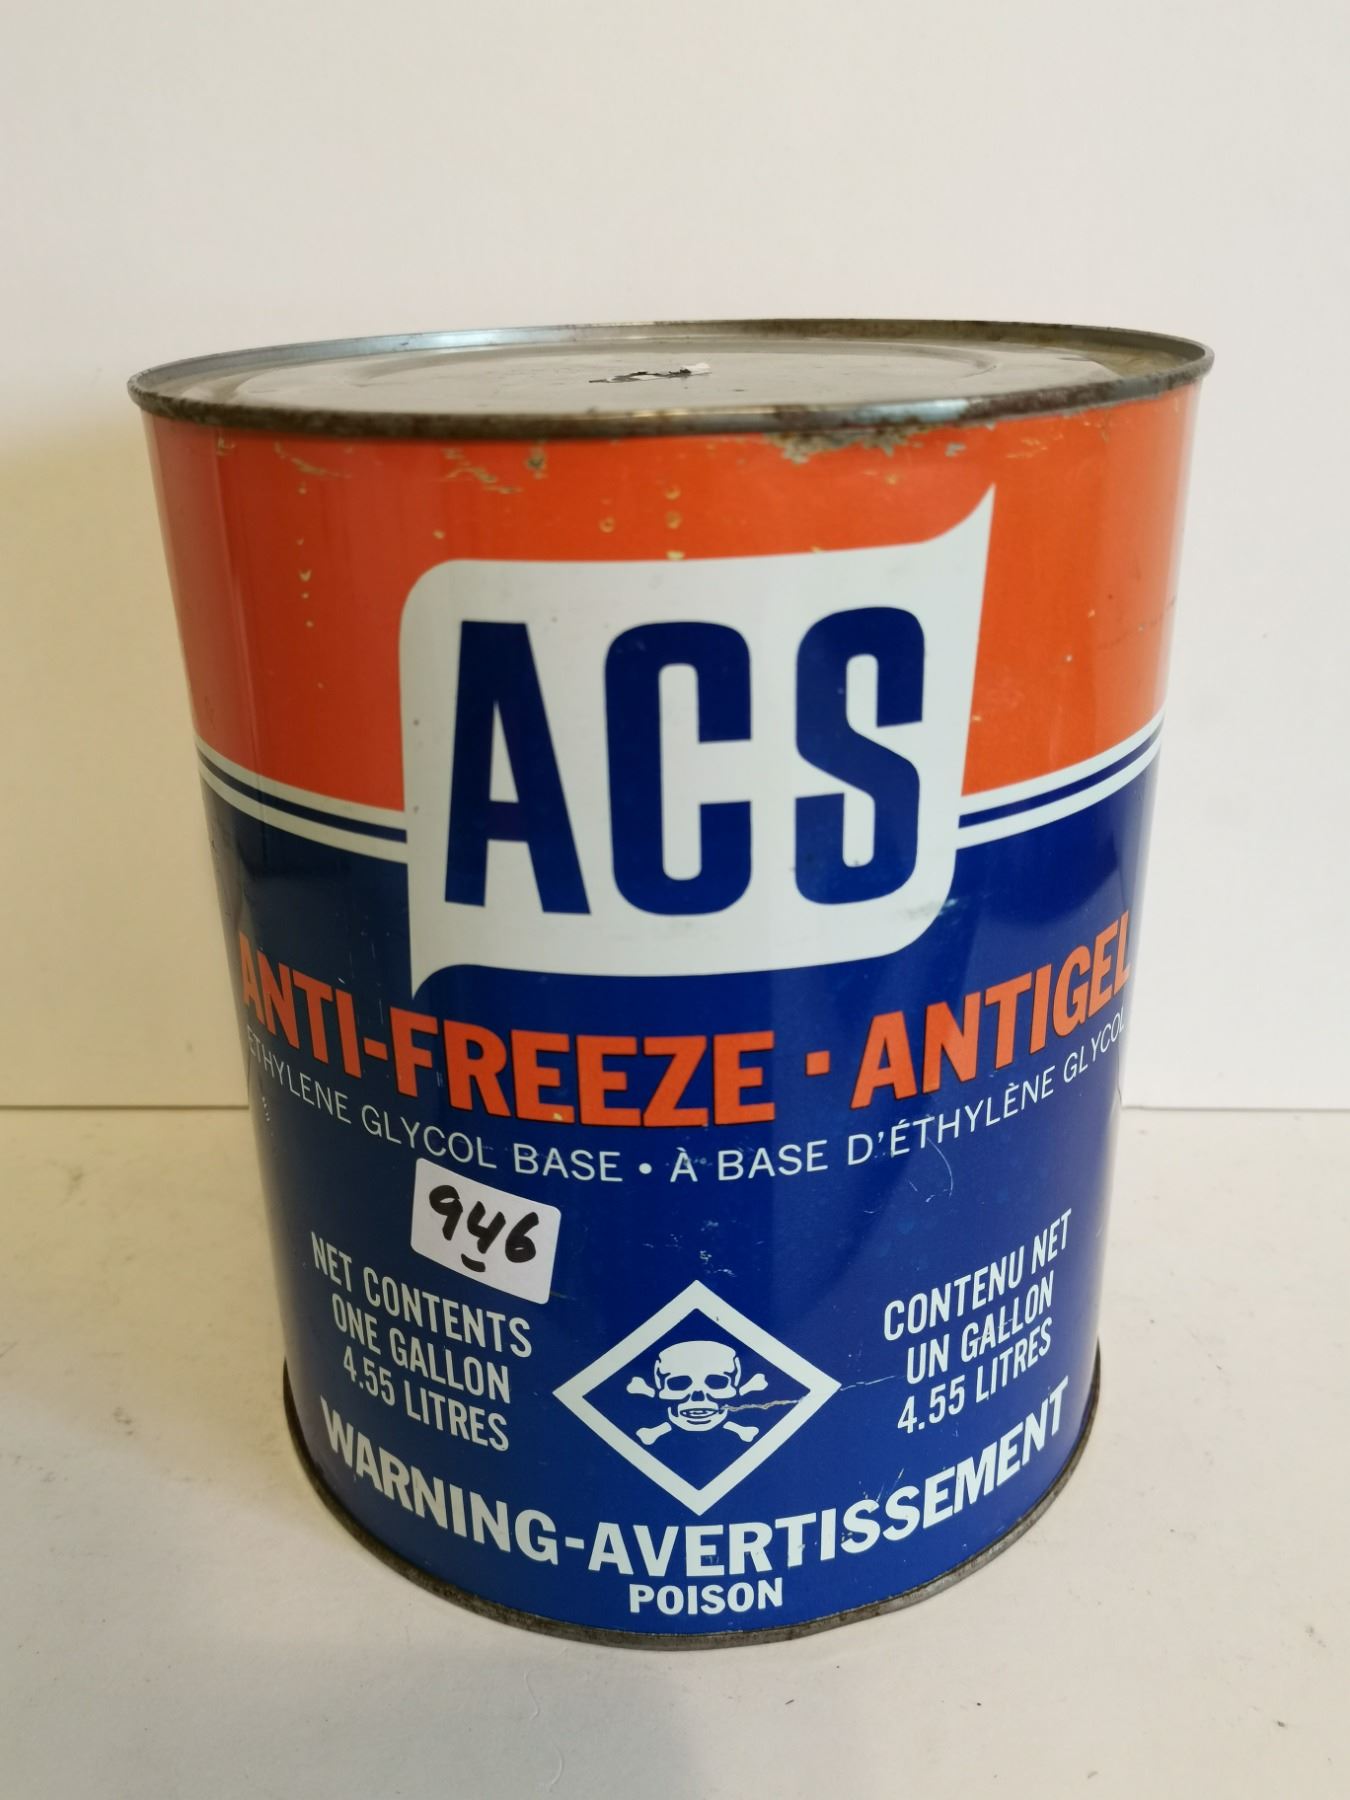 ACS
ANTI-FREEZE · ANTIGEL
ETHYLENE GLYCOL BASE • À BASE D'ÉTHYLÈNE GLYCOL
946
NET CONTENTS
ONE GALLON
4.55 LITRES
CONTENU NET
UN GALLON
4.55 LITRES
WARNING-AVERTISSEMENT
POISON